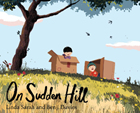 On Sudden Hill
Linda Sarah and Benji Davies